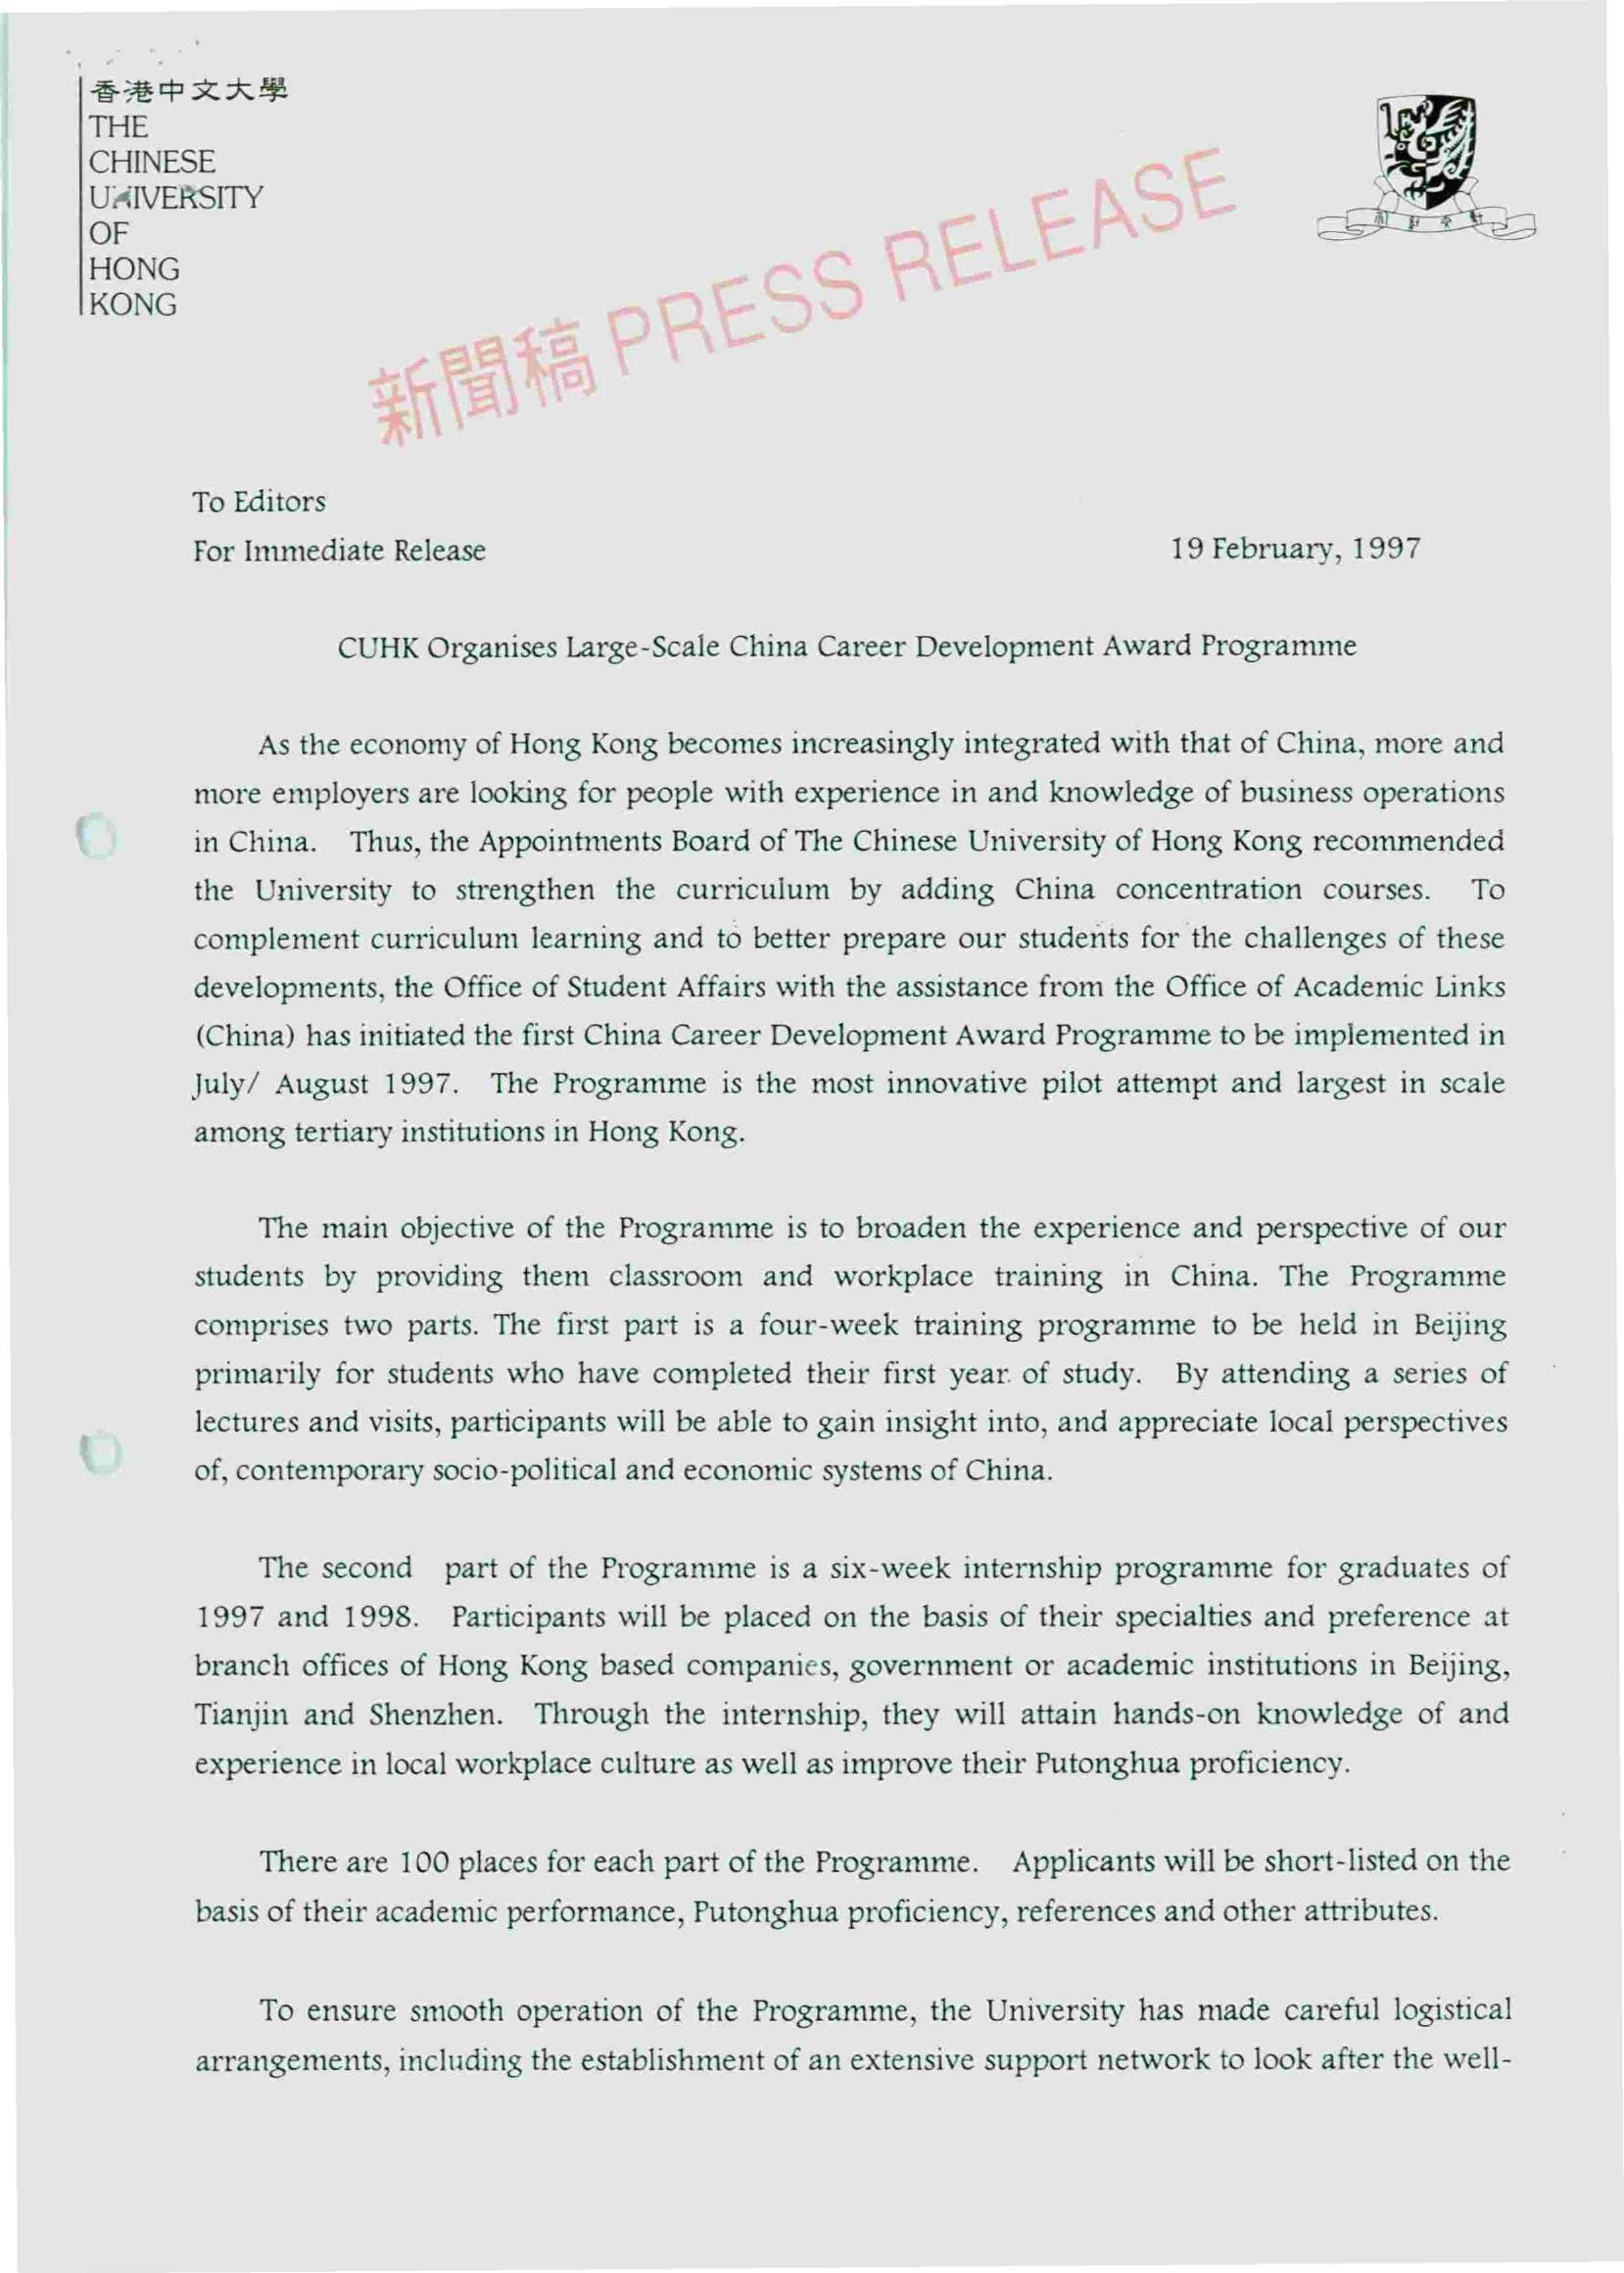 香港中文大學
THE
CHINESE
UNIVERSITY
OF
HONG
KONG
新聞稿 PRESS RELEASE
To Editors
For Immediate Release
19 February, 1997
CUHK Organises Large-Scale China Career Development Award Programme
As the economy of Hong Kong becomes increasingly integrated with that of China, more and
more employers are looking for people with experience in and knowledge of business operations
in China. Thus, the Appointments Board of The Chinese University of Hong Kong recommended
the University to strengthen the curriculum by adding China concentration courses. To
complement curriculum learning and to better prepare our students for the challenges of these
developments, the Office of Student Affairs with the assistance from the Office of Academic Links
(China) has initiated the first China Career Development Award Programme to be implemented in
July/ August 1997. The Programme is the most innovative pilot attempt and largest in scale
among tertiary institutions in Hong Kong.
The main objective of the Programme is to broaden the experience and perspective of our
students by providing them classroom and workplace training in China. The Programme
comprises two parts. The first part is a four-week training programme to be held in Beijing
primarily for students who have completed their first year of study. By attending a series of
lectures and visits, participants will be able to gain insight into, and appreciate local perspectives
of, contemporary socio-political and economic systems of China.
The second part of the Programme is a six-week internship programme for graduates of
1997 and 1998. Participants will be placed on the basis of their specialties and preference at
branch offices of Hong Kong based companies, government or academic institutions in Beijing,
Tianjin and Shenzhen. Through the internship, they will attain hands-on knowledge of and
experience in local workplace culture as well as improve their Putonghua proficiency.
There are 100 places for each part of the Programme. Applicants will be short-listed on the
basis of their academic performance, Putonghua proficiency, references and other attributes.
To ensure smooth operation of the Programme, the University has made careful logistical
arrangements, including the establishment of an extensive support network to look after the well-